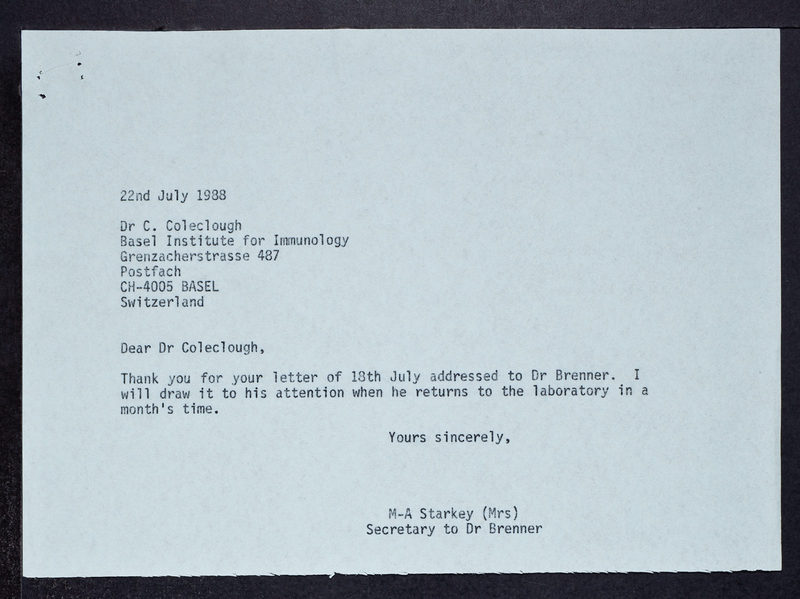 22nd July 1988
Dr C. Coleclough
Basel Institute for Immunology
Grenzacherstrasse 487
Postfach
CH-4005 BASEL
Switzerland
Dear Dr Coleclough,
Thank you for your letter of 18th July addressed to Dr Brenner. I
will draw it to his attention when he returns to the laboratory in a
month's time.
Yours sincerely,
M-A Starkey (Mrs)
Secretary to Dr Brenner